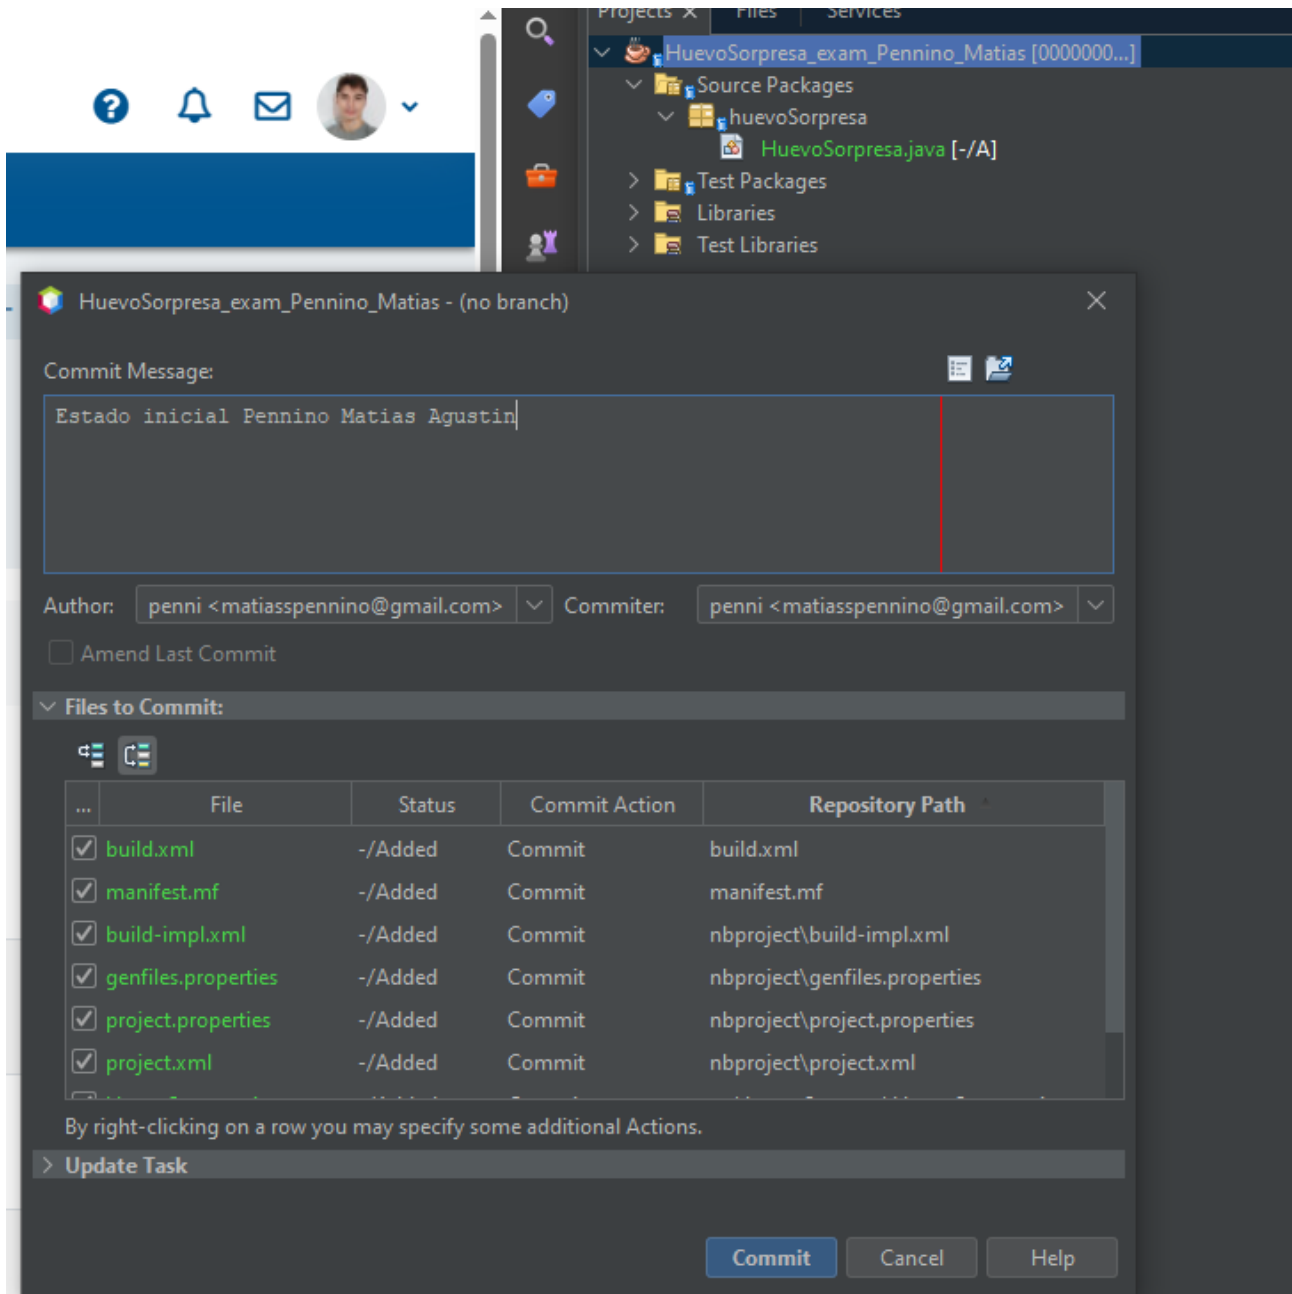 Projects × Files Services
HuevoSorpresa_exam_Pennino_Matias [0000000...]
Source Packages
huevoSorpresa
HuevoSorpresa.java [-/A]
Test Packages
Libraries
Test Libraries
HuevoSorpresa_exam_Pennino_Matias - (no branch)
Commit Message:
Estado inicial Pennino Matias Agustin
Author: penni <matiasspennino@gmail.com> Commiter: penni <matiasspennino@gmail.com>
Amend Last Commit
Files to Commit:
... File Status Commit Action Repository Path
build.xml -/Added Commit build.xml
manifest.mf -/Added Commit manifest.mf
build-impl.xml -/Added Commit nbproject\build-impl.xml
genfiles.properties -/Added Commit nbproject\genfiles.properties
project.properties -/Added Commit nbproject\project.properties
project.xml -/Added Commit nbproject\project.xml
By right-clicking on a row you may specify some additional Actions.
Update Task
Commit Cancel Help